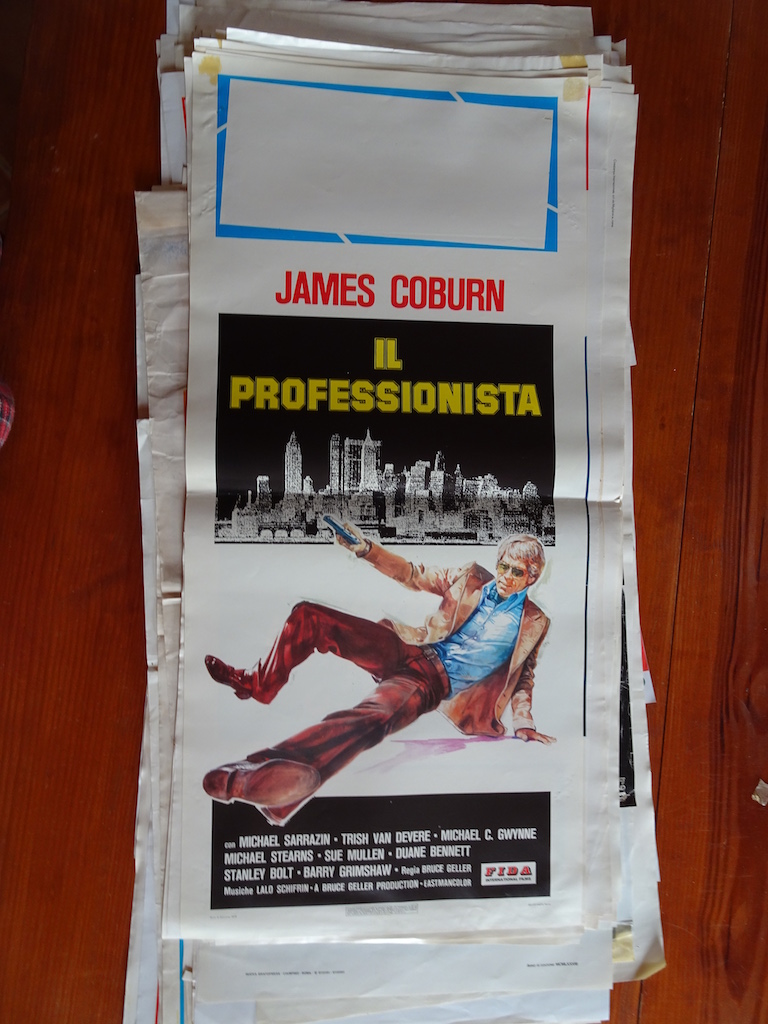 JAMES COBURN
IL
PROFESSIONISTA
con MICHAEL SARRAZIN • TRISH VAN DEVERE • MICHAEL C. GWYNNE
MICHAEL STEARNS • SUE MULLEN • DUANE BENNETT
STANLEY BOLT • BARRY GRIMSHAW • Regia BRUCE GELLER
Musiche LALO SCHIFRIN • A BRUCE GELLER PRODUCTION • EASTMANCOLOR
FIDA
INTERNATIONAL FILMS